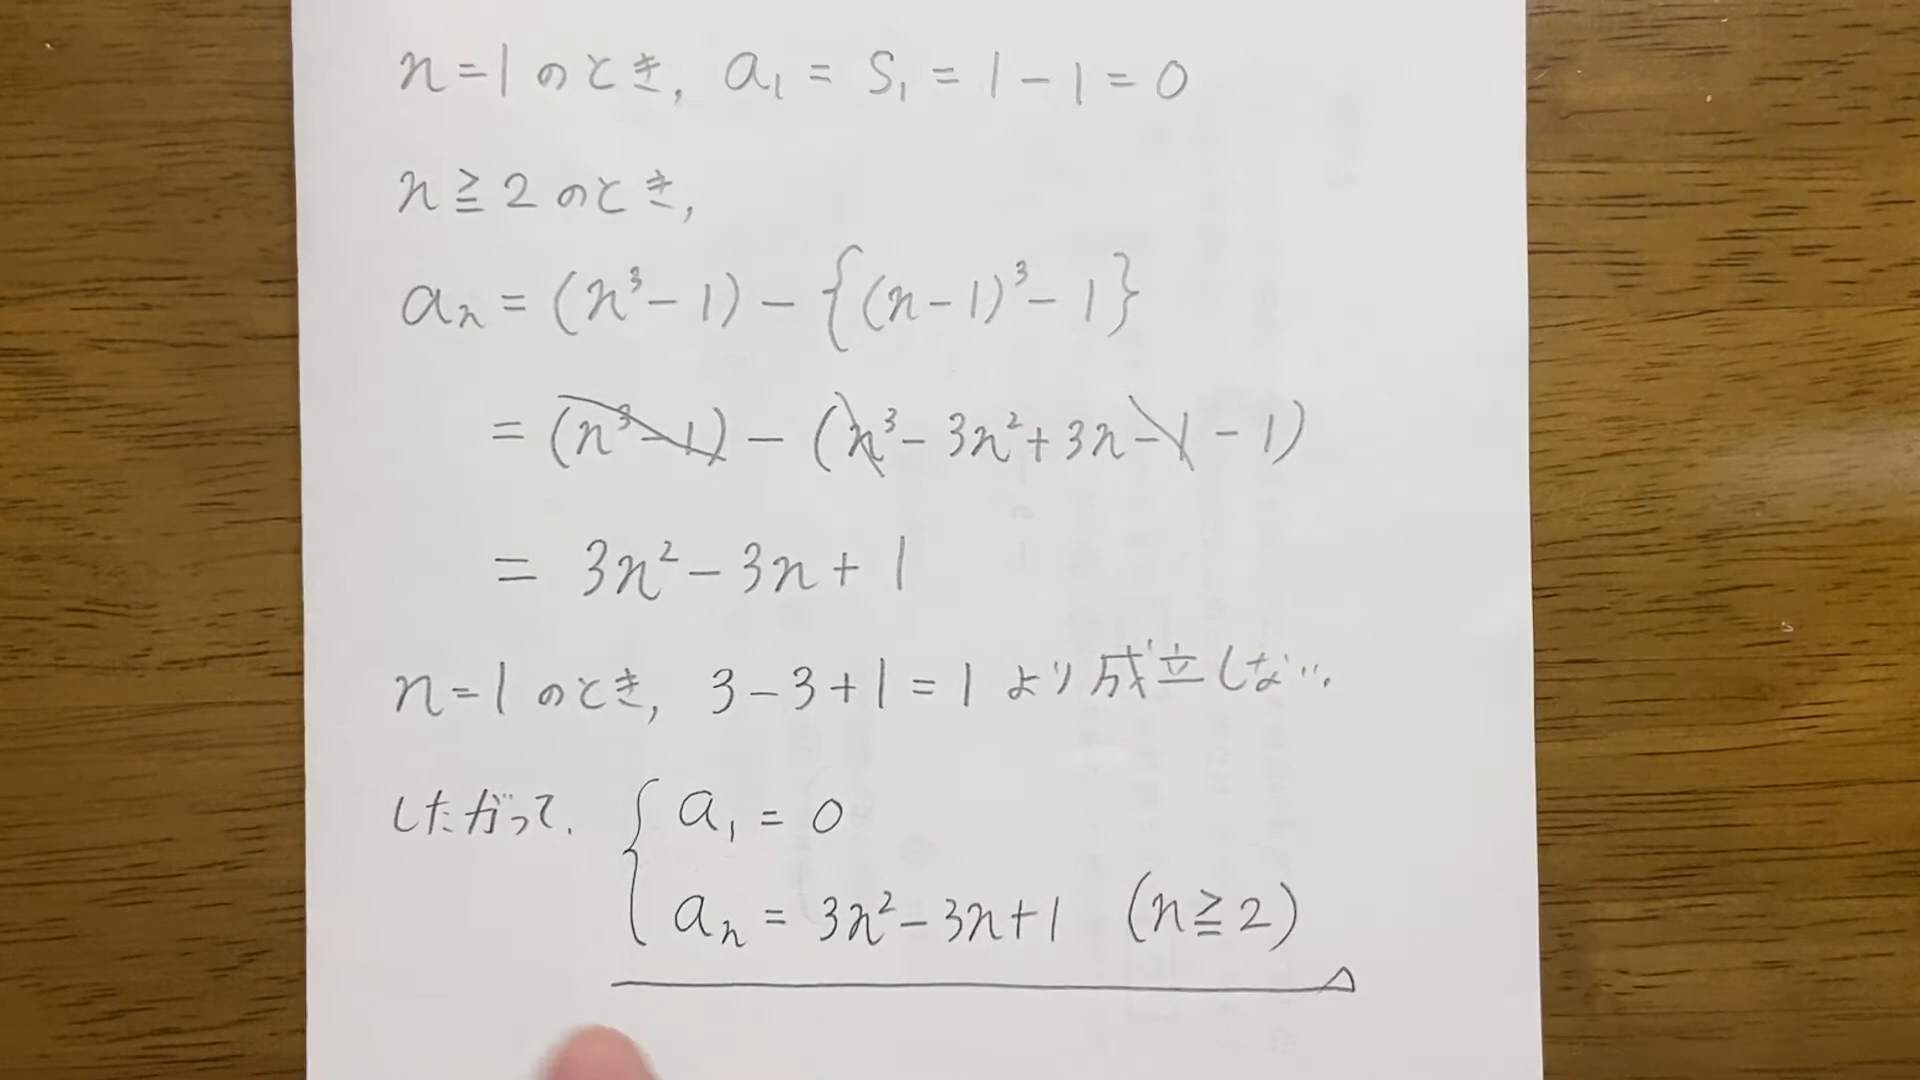 n=1のとき, a₁ = S₁ = 1 - 1 = 0
n ≧ 2 のとき,
aₙ = (n³ - 1) - {(n - 1)³ - 1}
= (n³ - 1) - (n³ - 3n² + 3n - 1 - 1)
= 3n² - 3n + 1
n=1のとき, 3 - 3 + 1 = 1 より成立しない.
したがって, { a₁ = 0
aₙ = 3n² - 3n + 1 (n ≧ 2)